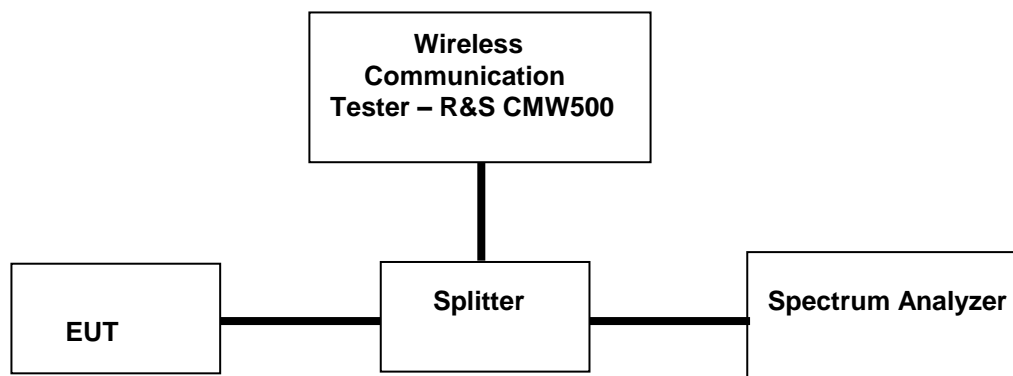 Wireless
Communication
Tester – R&S CMW500
Splitter
Spectrum Analyzer
EUT